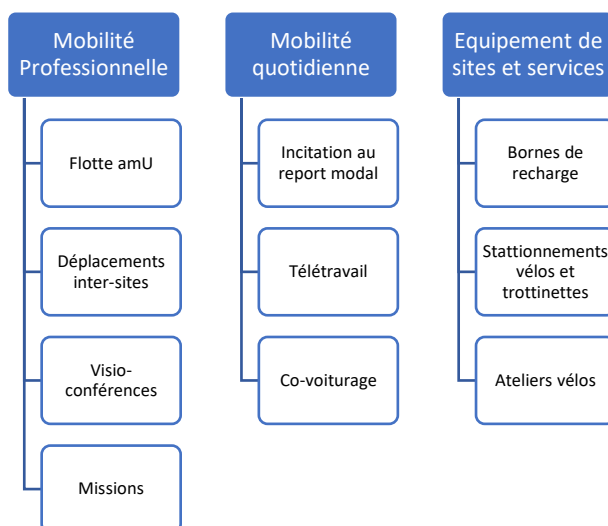 Mobilité
Professionnelle
Flotte amU
Déplacements
inter-sites
Visio-
conférences
Missions
Mobilité
quotidienne
Incitation au
report modal
Télétravail
Co-voiturage
Equipement de
sites et services
Bornes de
recharge
Stattionnements
vélos et
trottinettes
Ateliers vélos